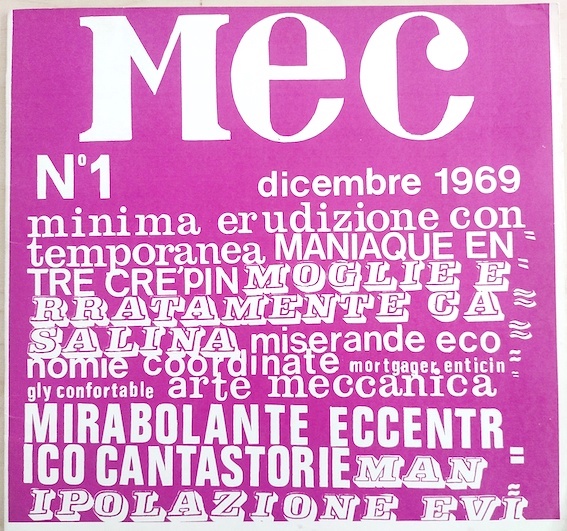 Mec
Nº1 dicembre 1969
minima erudizione con
temporanea MANIAQUE EN
TRE CRE'PIN MOGLIE E
RRATAMENTE CA
SALINA miserande eco
nomie coordinate mortgager enticin
gly confortable arte meccanica
MIRABOLANTE ECCENTR
ICO CANTASTORIE MAN
IPOLAZIONE EVI